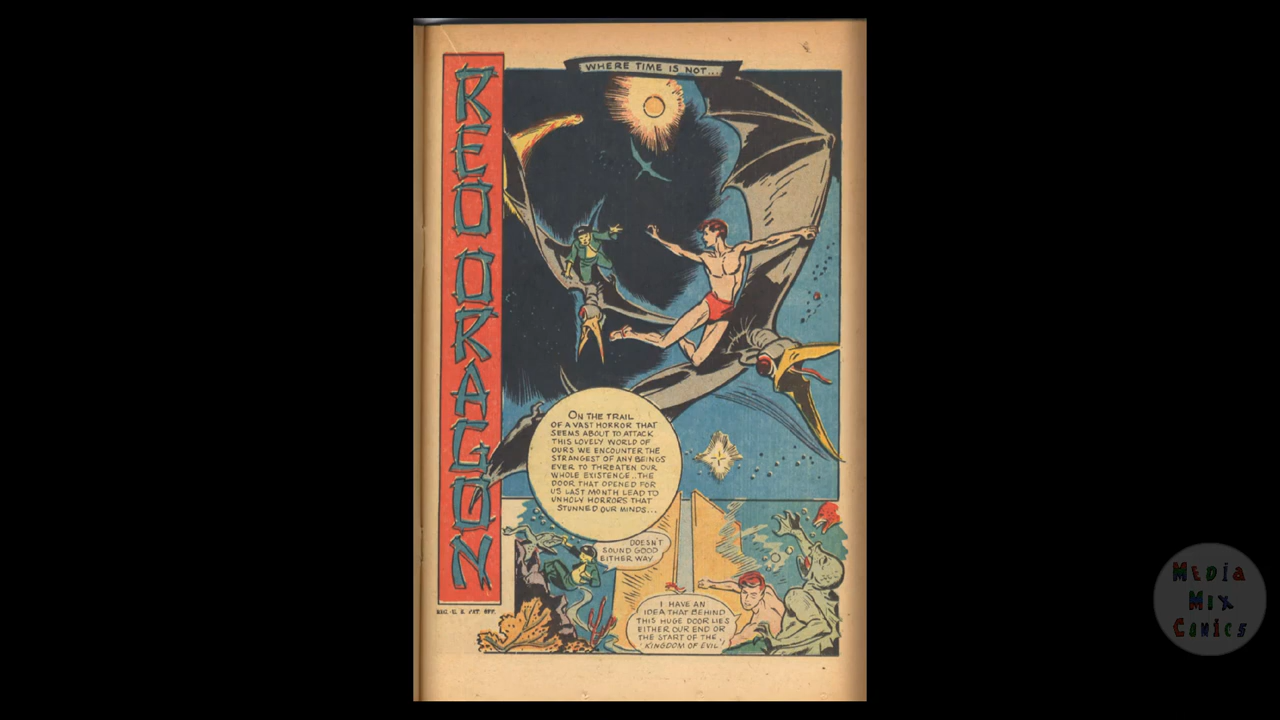 WHERE TIME IS NOT...
RED DRAGON
ON THE TRAIL
OF A VAST HORROR THAT
SEEMS ABOUT TO ATTACK
THIS LOVELY WORLD OF
OURS WE ENCOUNTER THE
STRANGEST OF ANY BEINGS
EVER TO THREATEN OUR
WHOLE EXISTENCE.. THE
DOOR THAT OPENED FOR
US LAST MONTH LEAD TO
UNHOLY HORRORS THAT
STUNNED OUR MINDS...
DOESN'T
SOUND GOOD
EITHER WAY
I HAVE AN
IDEA THAT BEHIND
THIS HUGE DOOR LIES
EITHER OUR END OR
THE START OF THE
KINGDOM OF EVIL
REG. U. S. PAT. OFF.
MEDiA
MiX
COMiCS